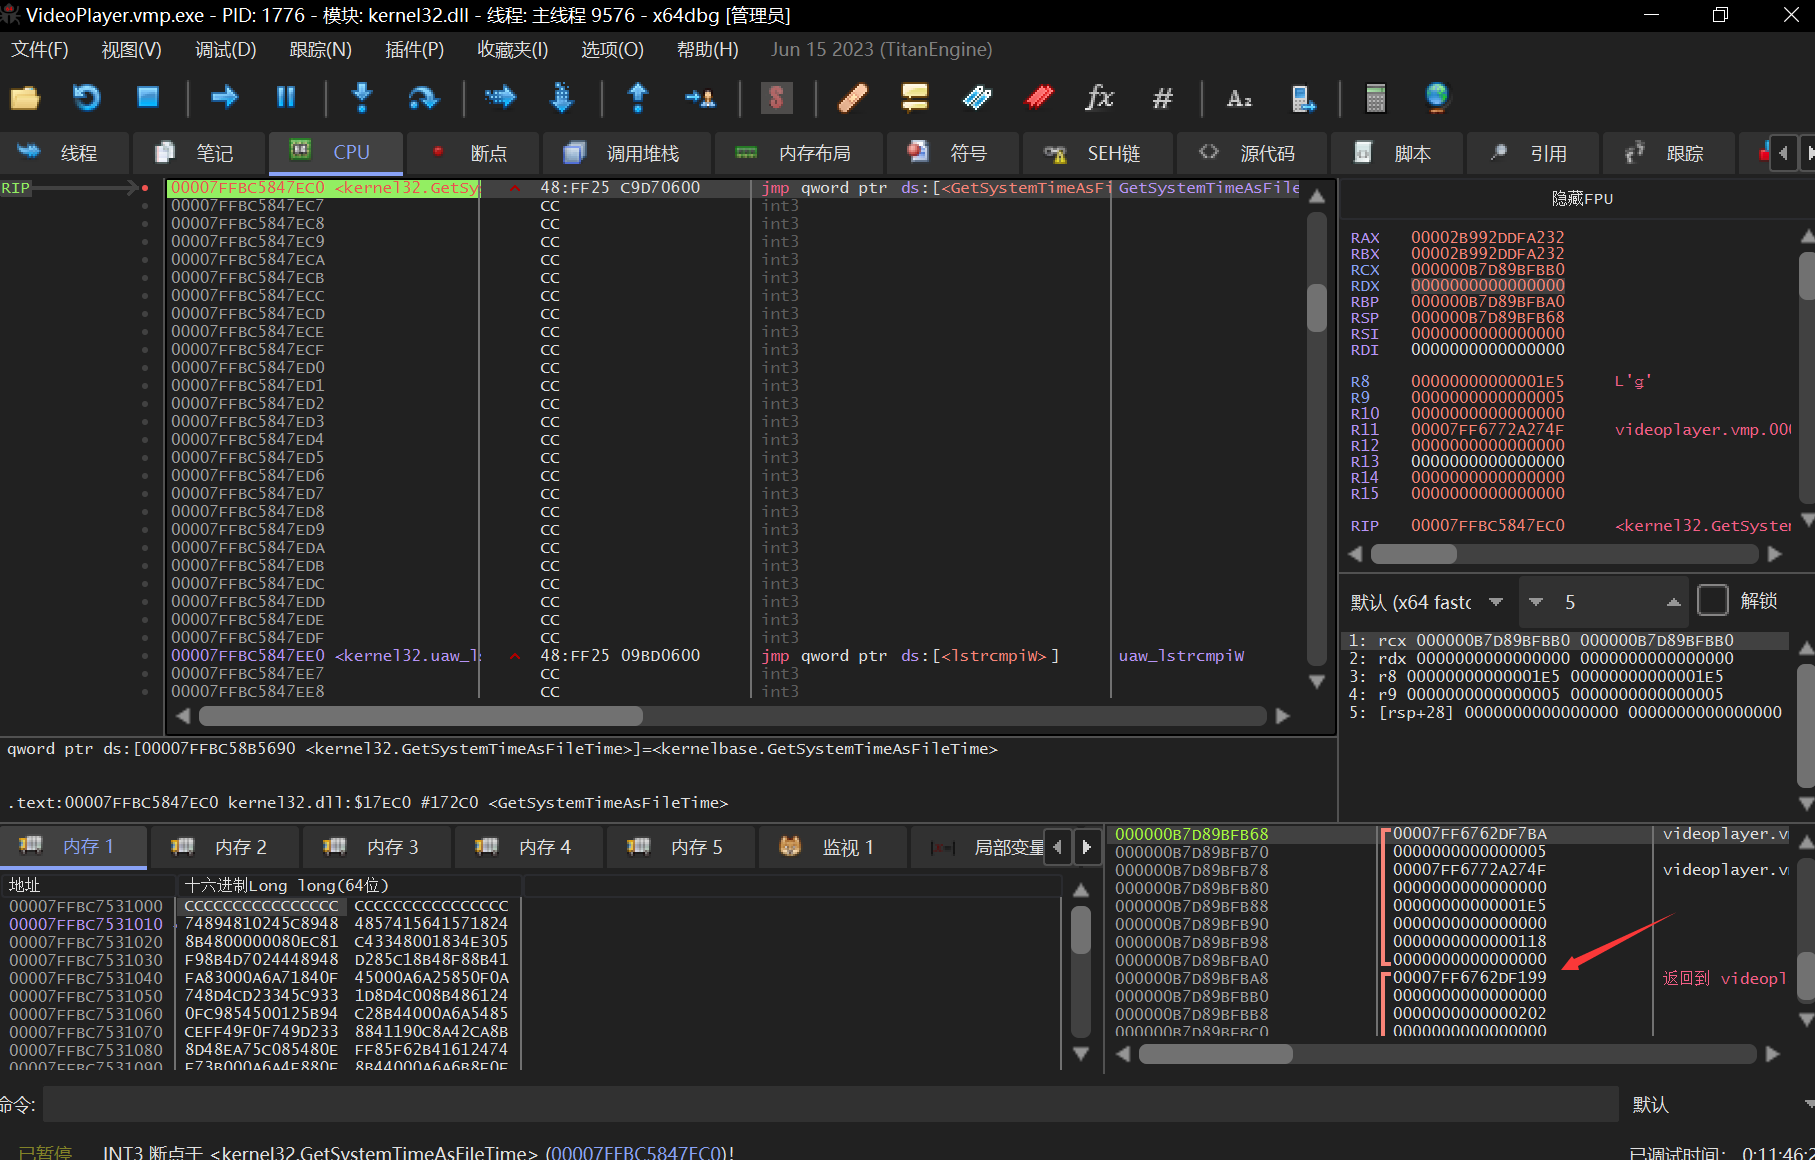 VideoPlayer.vmp.exe - PID: 1776 - 模块: kernel32.dll - 线程: 主线程 9576 - x64dbg [管理员]
文件(F) 视图(V) 调试(D) 跟踪(N) 插件(P) 收藏夹(I) 选项(O) 帮助(H) Jun 15 2023 (TitanEngine)
线程 笔记 CPU 断点 调用堆栈 内存布局 符号 SEH链 源代码 脚本 引用 跟踪
RIP 00007FFBC5847EC0 <kernel32.GetSy 48:FF25 C9D70600 jmp qword ptr ds:[<GetSystemTimeAsFi GetSystemTimeAsFile
00007FFBC5847EC7 CC int3
00007FFBC5847EC8 CC int3
00007FFBC5847EC9 CC int3
00007FFBC5847ECA CC int3
00007FFBC5847ECB CC int3
00007FFBC5847ECC CC int3
00007FFBC5847ECD CC int3
00007FFBC5847ECE CC int3
00007FFBC5847ECF CC int3
00007FFBC5847ED0 CC int3
00007FFBC5847ED1 CC int3
00007FFBC5847ED2 CC int3
00007FFBC5847ED3 CC int3
00007FFBC5847ED4 CC int3
00007FFBC5847ED5 CC int3
00007FFBC5847ED6 CC int3
00007FFBC5847ED7 CC int3
00007FFBC5847ED8 CC int3
00007FFBC5847ED9 CC int3
00007FFBC5847EDA CC int3
00007FFBC5847EDB CC int3
00007FFBC5847EDC CC int3
00007FFBC5847EDD CC int3
00007FFBC5847EDE CC int3
00007FFBC5847EDF CC int3
00007FFBC5847EE0 <kernel32.uaw_ls 48:FF25 09BD0600 jmp qword ptr ds:[<lstrcmpiW>] uaw_lstrcmpiW
00007FFBC5847EE7 CC int3
00007FFBC5847EE8 CC int3
qword ptr ds:[00007FFBC58B5690 <kernel32.GetSystemTimeAsFileTime>]=<kernelbase.GetSystemTimeAsFileTime>
.text:00007FFBC5847EC0 kernel32.dll:$17EC0 #172C0 <GetSystemTimeAsFileTime>
隐藏FPU
RAX 00002B992DDFA232
RBX 00002B992DDFA232
RCX 000000B7D89BFBB0
RDX 0000000000000000
RBP 000000B7D89BFBA0
RSP 000000B7D89BFB68
RSI 0000000000000000
RDI 0000000000000000
R8 00000000000001E5 L'g'
R9 0000000000000005
R10 0000000000000000
R11 00007FF6772A274F videoplayer.vmp.00
R12 0000000000000000
R13 0000000000000000
R14 0000000000000000
R15 0000000000000000
RIP 00007FFBC5847EC0 <kernel32.GetSystem
默认 (x64 fastc 5 解锁
1: rcx 000000B7D89BFBB0 000000B7D89BFBB0
2: rdx 0000000000000000 0000000000000000
3: r8 00000000000001E5 00000000000001E5
4: r9 0000000000000005 0000000000000005
5: [rsp+28] 0000000000000000 0000000000000000
内存 1 内存 2 内存 3 内存 4 内存 5 监视 1 局部变量
地址 十六进制Long long(64位)
00007FFBC7531000 CCCCCCCCCCCCCCCC CCCCCCCCCCCCCCCC
00007FFBC7531010 74894810245C8948 4857415641571824
00007FFBC7531020 8B4800000080EC81 C43348001834E305
00007FFBC7531030 F98B4D7024448948 D285C18B48F88B41
00007FFBC7531040 FA83000A6A71840F 45000A6A25850F0A
00007FFBC7531050 748D4CD23345C933 1D8D4C008B486124
00007FFBC7531060 0FC9854500125B94 C28B44000A6A5485
00007FFBC7531070 CEFF49F0F749D233 8841190C8A42CA8B
00007FFBC7531080 8D48EA75C085480E FF85F62B41612474
00007FFBC7531090 E73B000A6A4E880F 8B44000A6A6B8E0F
000000B7D89BFB68 00007FF6762DF7BA videoplayer.v
000000B7D89BFB70 0000000000000005
000000B7D89BFB78 00007FF6772A274F videoplayer.v
000000B7D89BFB80 0000000000000000
000000B7D89BFB88 00000000000001E5
000000B7D89BFB90 0000000000000000
000000B7D89BFB98 0000000000000118
000000B7D89BFBA0 0000000000000000
000000B7D89BFBA8 00007FF6762DF199 返回到 videopl
000000B7D89BFBB0 0000000000000000
000000B7D89BFBB8 0000000000000202
000000B7D89BFBC0 0000000000000000
命令: 默认
已暂停 INT3 断点于 <kernel32.GetSystemTimeAsFileTime> (00007FFBC5847EC0)! 已调试时间: 0:11:46:2